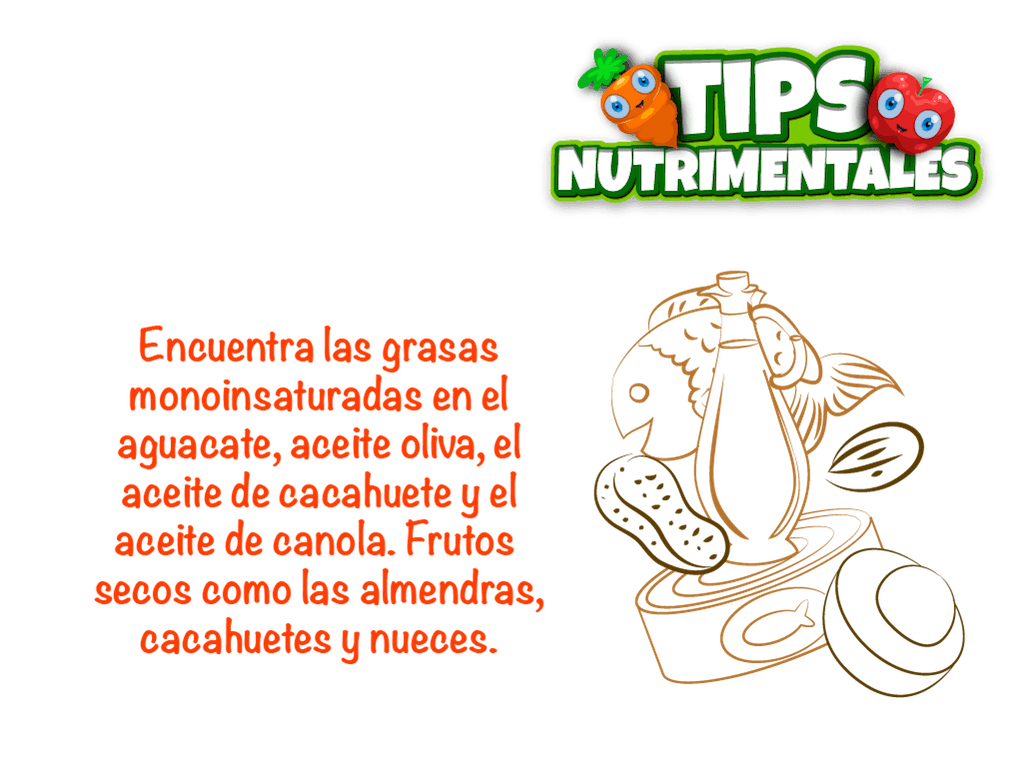 TIPS
NUTRIMENTALES
Encuentra las grasas
monoinsaturadas en el
aguacate, aceite oliva, el
aceite de cacahuete y el
aceite de canola. Frutos
secos como las almendras,
cacahuetes y nueces.